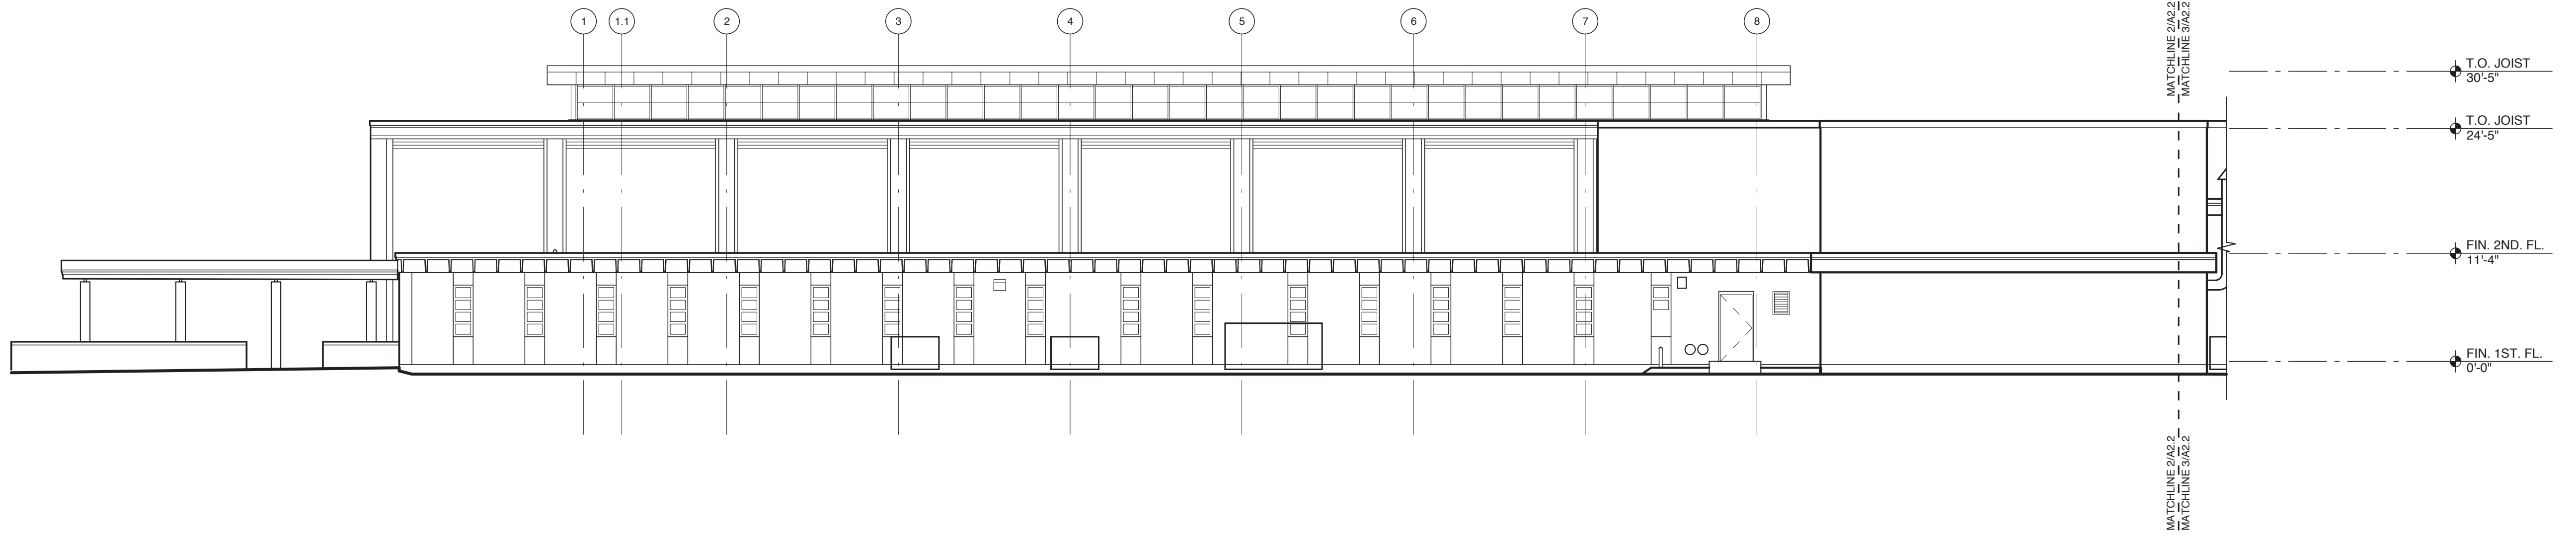 1
1.1
2
3
4
5
6
7
8
MATCHLINE 2/A2.2
MATCHLINE 3/A2.2
T.O. JOIST
30'-5"
T.O. JOIST
24'-5"
FIN. 2ND. FL.
11'-4"
FIN. 1ST. FL.
0'-0"
MATCHLINE 2/A2.2
MATCHLINE 3/A2.2